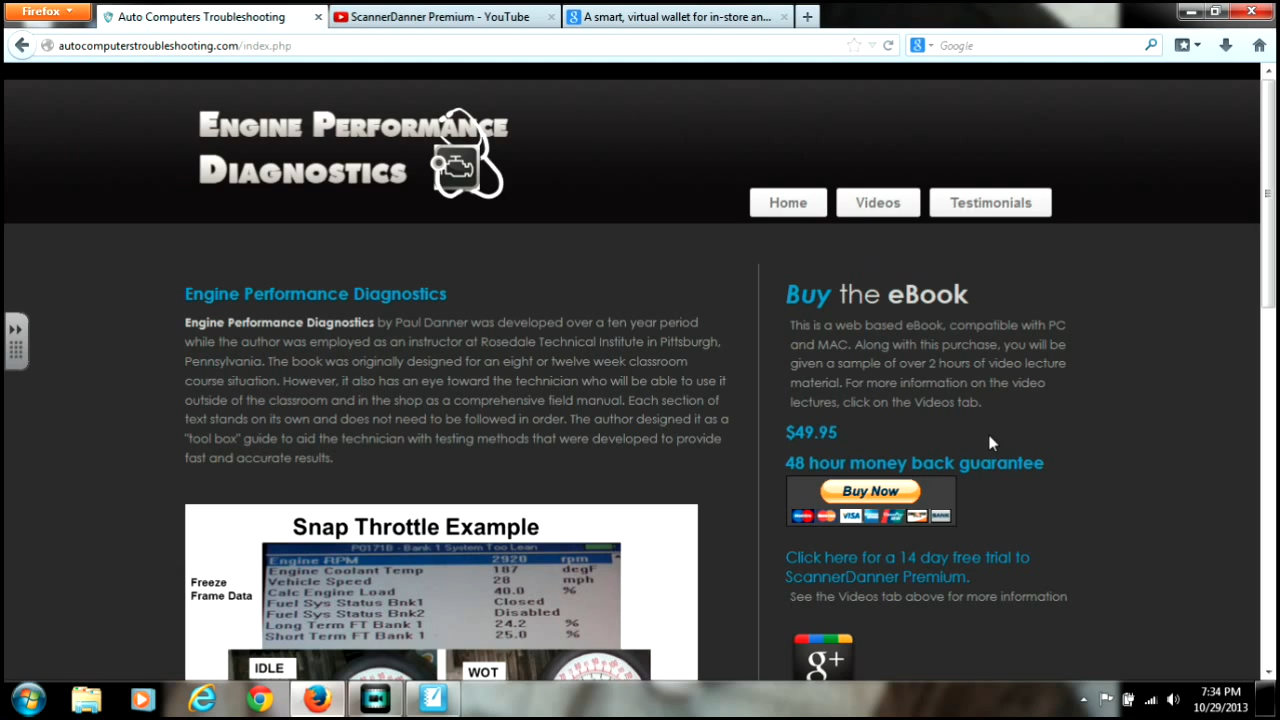 Firefox
Auto Computers Troubleshooting
ScannerDanner Premium - YouTube
A smart, virtual wallet for in-store an...
autocomputerstroubleshooting.com/index.php
Google
Engine Performance
Diagnostics
Home
Videos
Testimonials
Engine Performance Diagnostics
Engine Performance Diagnostics by Paul Danner was developed over a ten year period
while the author was employed as an instructor at Rosedale Technical Institute in Pittsburgh,
Pennsylvania. The book was originally designed for an eight or twelve week classroom
course situation. However, it also has an eye toward the technician who will be able to use it
outside of the classroom and in the shop as a comprehensive field manual. Each section of
text stands on its own and does not need to be followed in order. The author designed it as a
"tool box" guide to aid the technician with testing methods that were developed to provide
fast and accurate results.
Snap Throttle Example
Freeze
Frame Data
P0171B - Bank 1 System Too Lean
Engine RPM 2928 rpm
Engine Coolant Temp 187 degF
Vehicle Speed 28 mph
Calc Engine Load 40.0 %
Fuel Sys Status Bnk1 Closed
Fuel Sys Status Bnk2 Disabled
Long Term FT Bank 1 24.2 %
Short Term FT Bank 1 25.0 %
IDLE
WOT
Buy the eBook
This is a web based eBook, compatible with PC
and MAC. Along with this purchase, you will be
given a sample of over 2 hours of video lecture
material. For more information on the video
lectures, click on the Videos tab.
$49.95
48 hour money back guarantee
Buy Now
VISA
BANK
Click here for a 14 day free trial to
ScannerDanner Premium.
See the Videos tab above for more information
g+
7:34 PM
10/29/2013